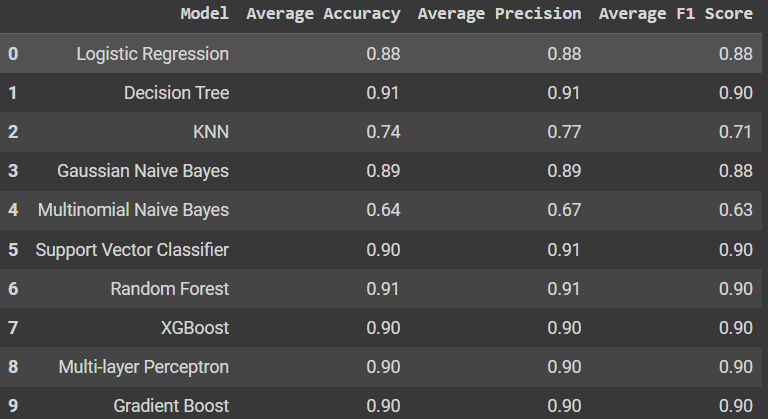 Model Average Accuracy Average Precision Average F1 Score
0 Logistic Regression 0.88 0.88 0.88
1 Decision Tree 0.91 0.91 0.90
2 KNN 0.74 0.77 0.71
3 Gaussian Naive Bayes 0.89 0.89 0.88
4 Multinomial Naive Bayes 0.64 0.67 0.63
5 Support Vector Classifier 0.90 0.91 0.90
6 Random Forest 0.91 0.91 0.90
7 XGBoost 0.90 0.90 0.90
8 Multi-layer Perceptron 0.90 0.90 0.90
9 Gradient Boost 0.90 0.90 0.90